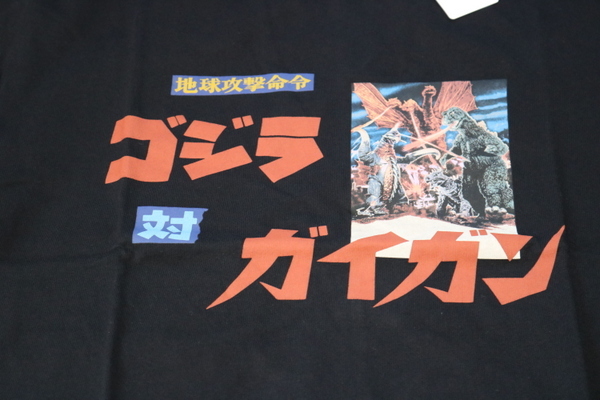 地球攻撃命令
ゴジラ
対
ガイガン